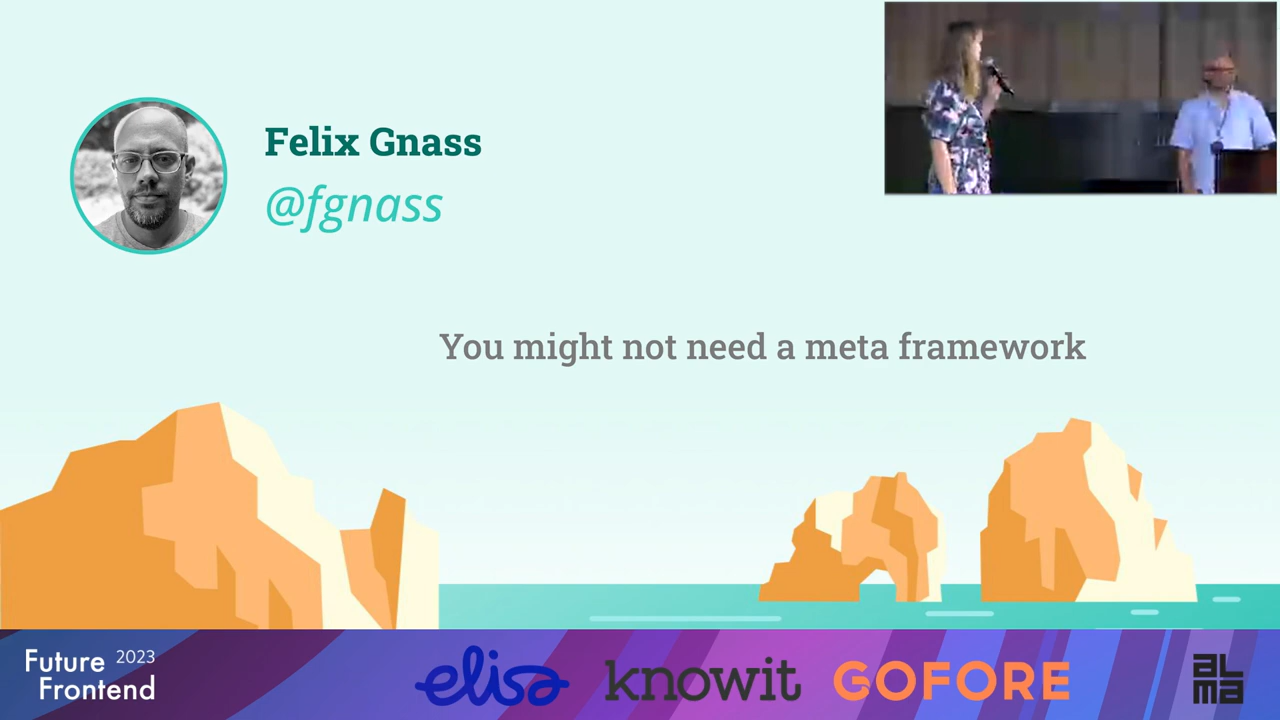 Felix Gnass
@fgnass
You might not need a meta framework
Future 2023
Frontend
elisa
knowit
GOFORE
aLma